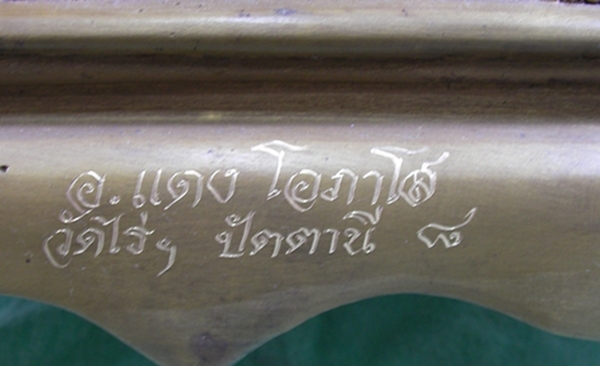 อ.แดง โอภาโส
วัดไร่ฯ ปัตตานี ๘